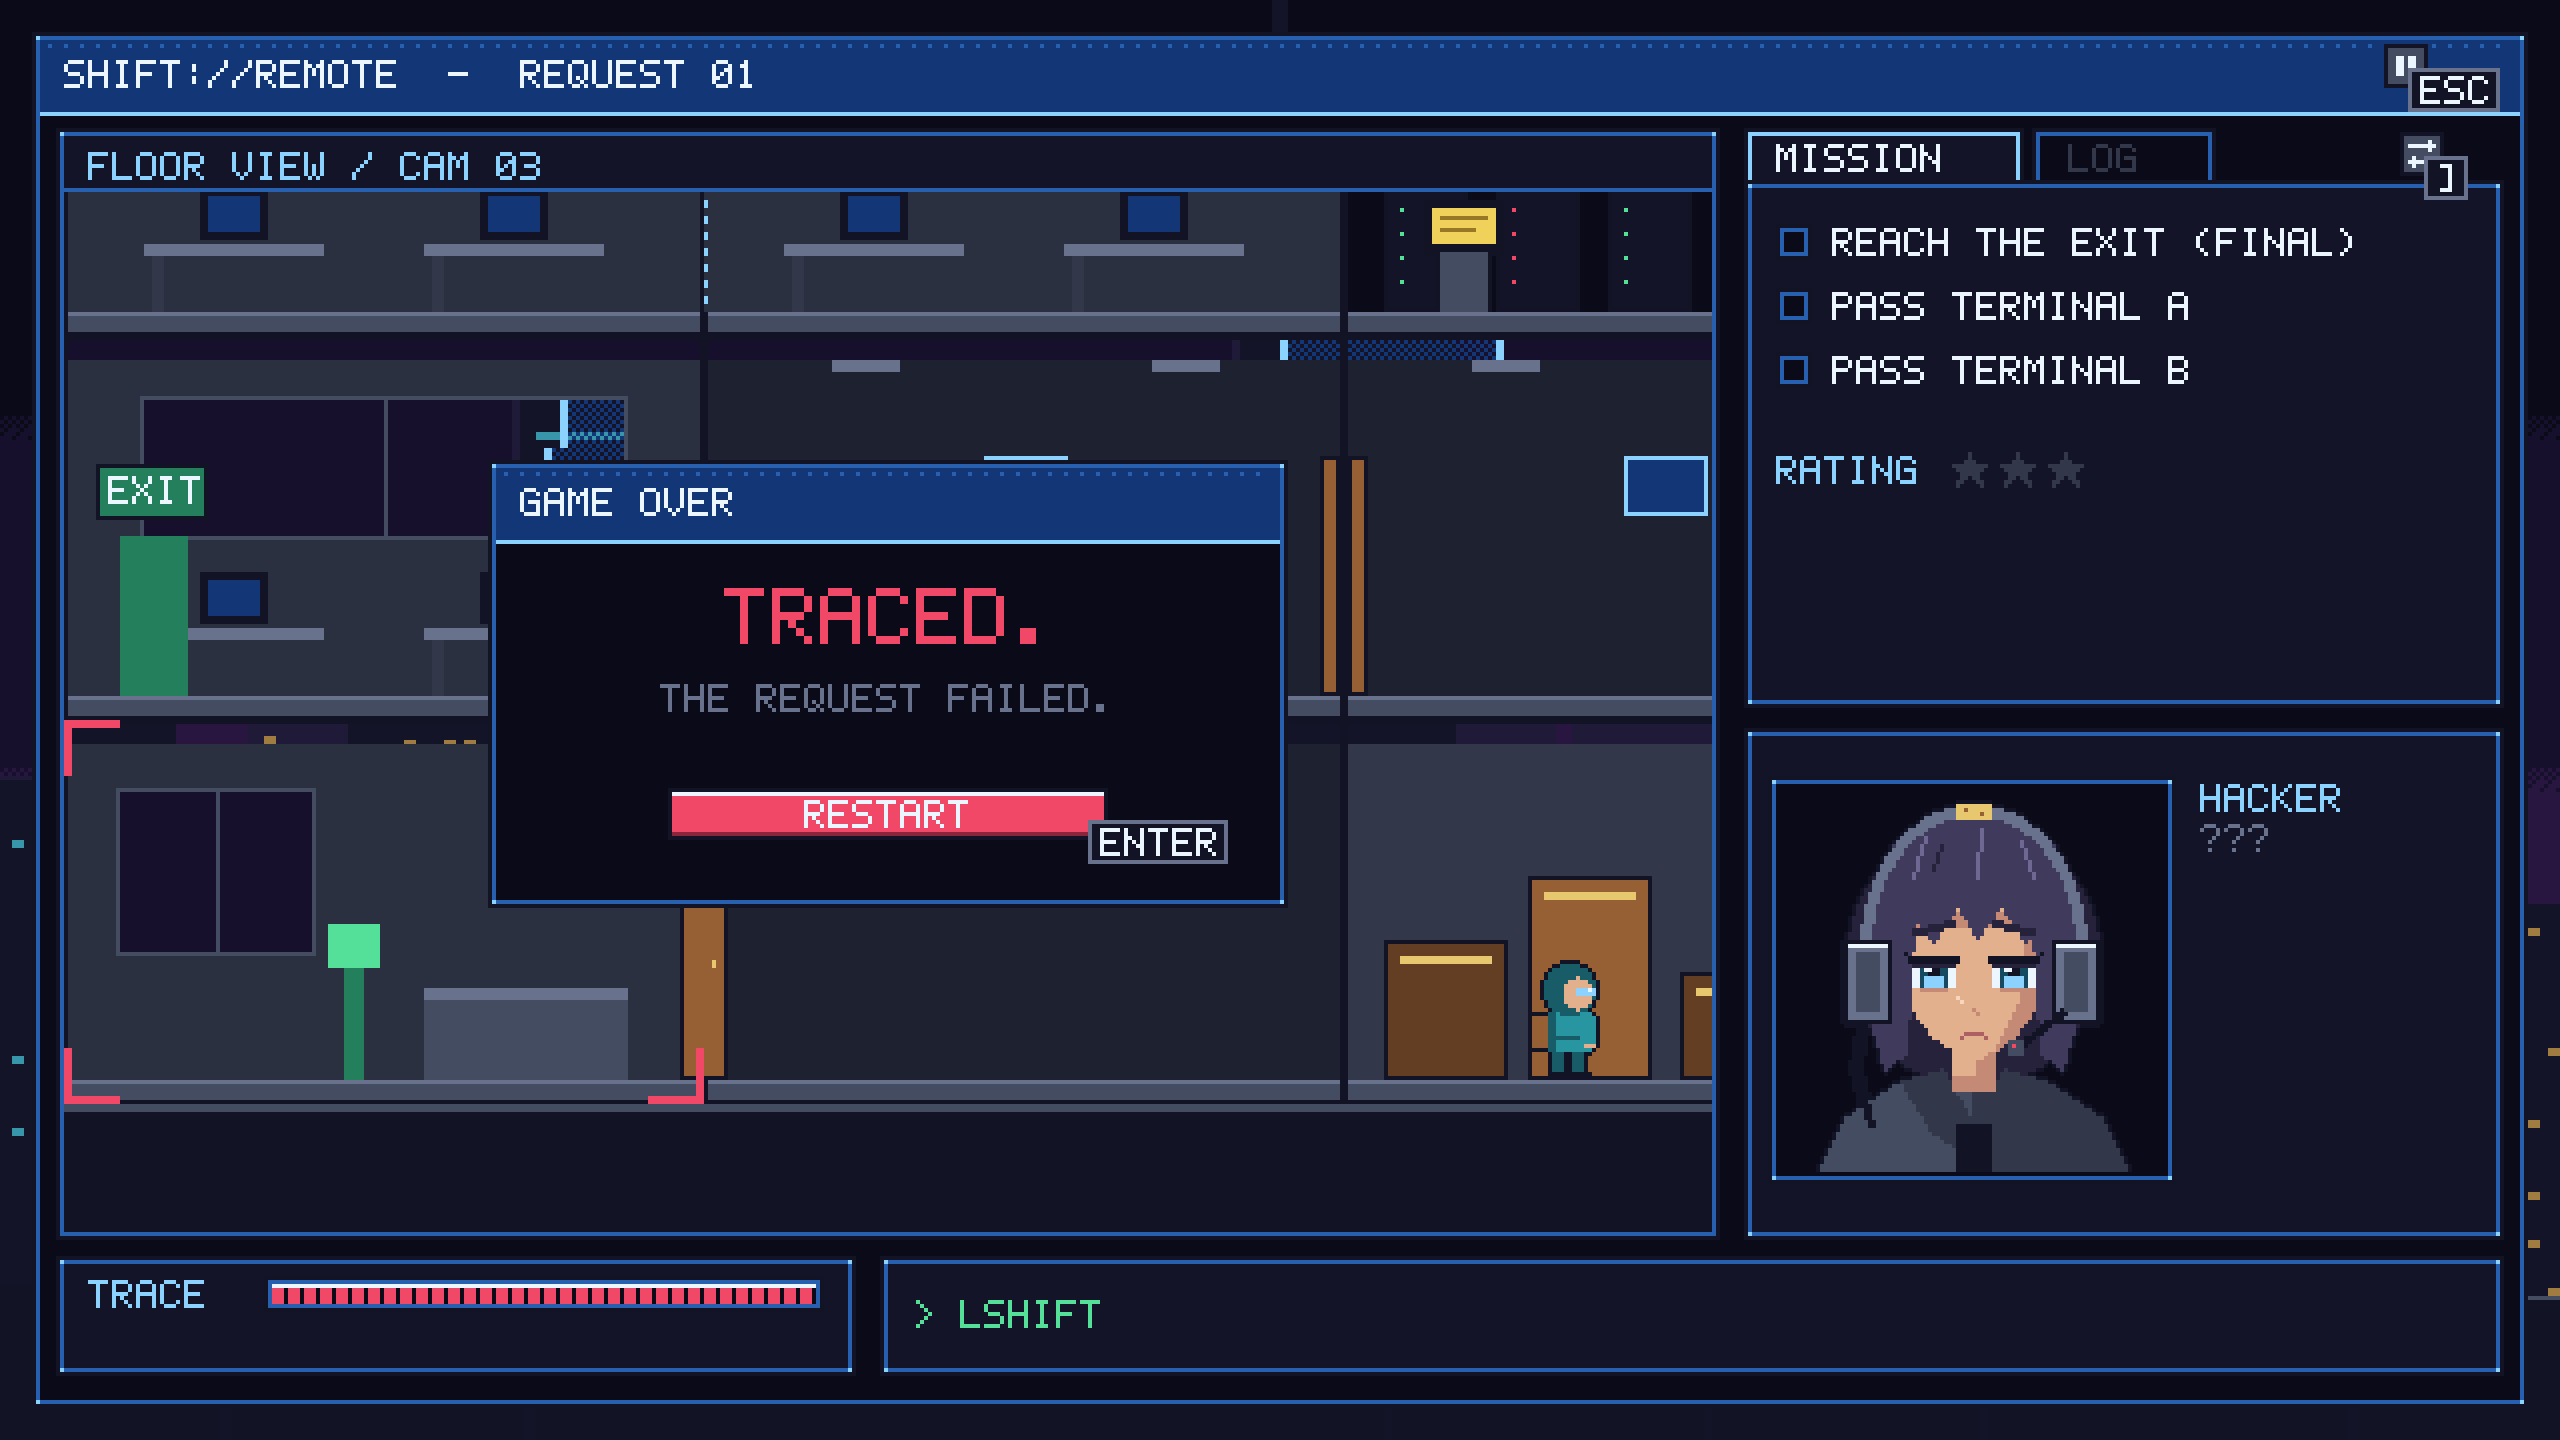 SHIFT://REMOTE - REQUEST 01
ESC
FLOOR VIEW / CAM 03
MISSION
LOG
]
REACH THE EXIT (FINAL)
PASS TERMINAL A
PASS TERMINAL B
RATING
EXIT
GAME OVER
TRACED.
THE REQUEST FAILED.
RESTART
ENTER
HACKER
???
TRACE
> LSHIFT